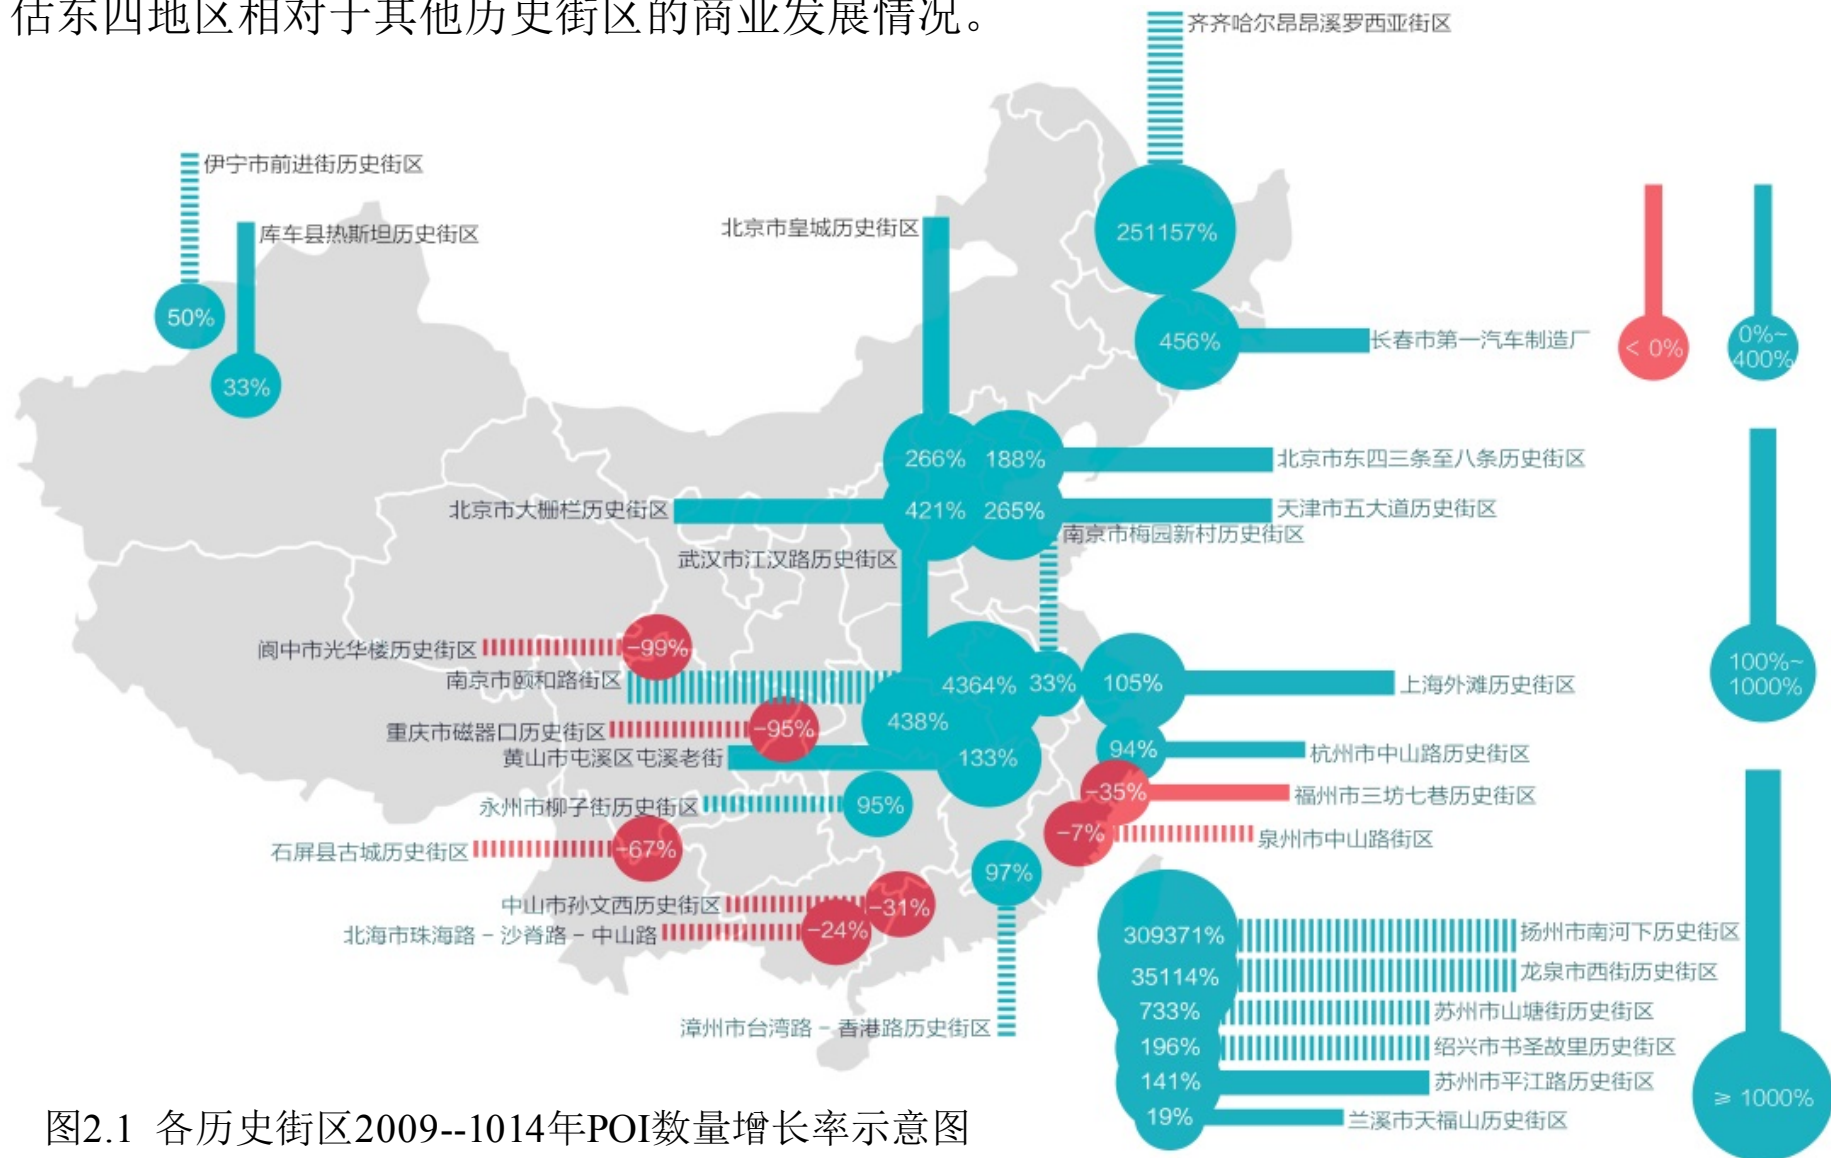 估东四地区相对于其他历史街区的商业发展情况。
齐齐哈尔昂昂溪罗西亚街区
251157%
伊宁市前进街历史街区
50%
库车县热斯坦历史街区
33%
北京市皇城历史街区
266%
456%
长春市第一汽车制造厂
< 0%
0%~
400%
188%
北京市东四三条至八条历史街区
北京市大栅栏历史街区
421%
265%
天津市五大道历史街区
南京市梅园新村历史街区
武汉市江汉路历史街区
阆中市光华楼历史街区
-99%
南京市颐和路街区
4364%
33%
105%
上海外滩历史街区
100%~
1000%
重庆市磁器口历史街区
-95%
438%
黄山市屯溪区屯溪老街
133%
94%
杭州市中山路历史街区
永州市柳子街历史街区
95%
-35%
福州市三坊七巷历史街区
-7%
泉州市中山路街区
石屏县古城历史街区
-67%
97%
中山市孙文西历史街区
-31%
北海市珠海路－沙脊路－中山路
-24%
309371%
扬州市南河下历史街区
35114%
龙泉市西街历史街区
733%
苏州市山塘街历史街区
漳州市台湾路－香港路历史街区
196%
绍兴市书圣故里历史街区
141%
苏州市平江路历史街区
19%
兰溪市天福山历史街区
⩾ 1000%
图2.1 各历史街区2009--1014年POI数量增长率示意图